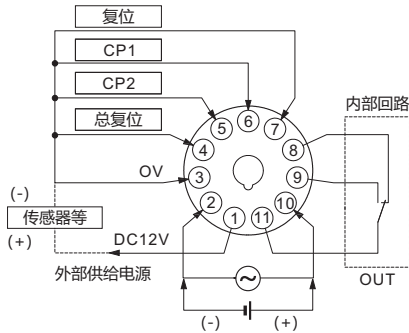 复位
CP1
CP2
总复位
内部回路
5 6 7
4 8
OV 3 9
2 1 11 10
(-)
传感器等
(+)
DC12V
外部供给电源
OUT
(-) (+)